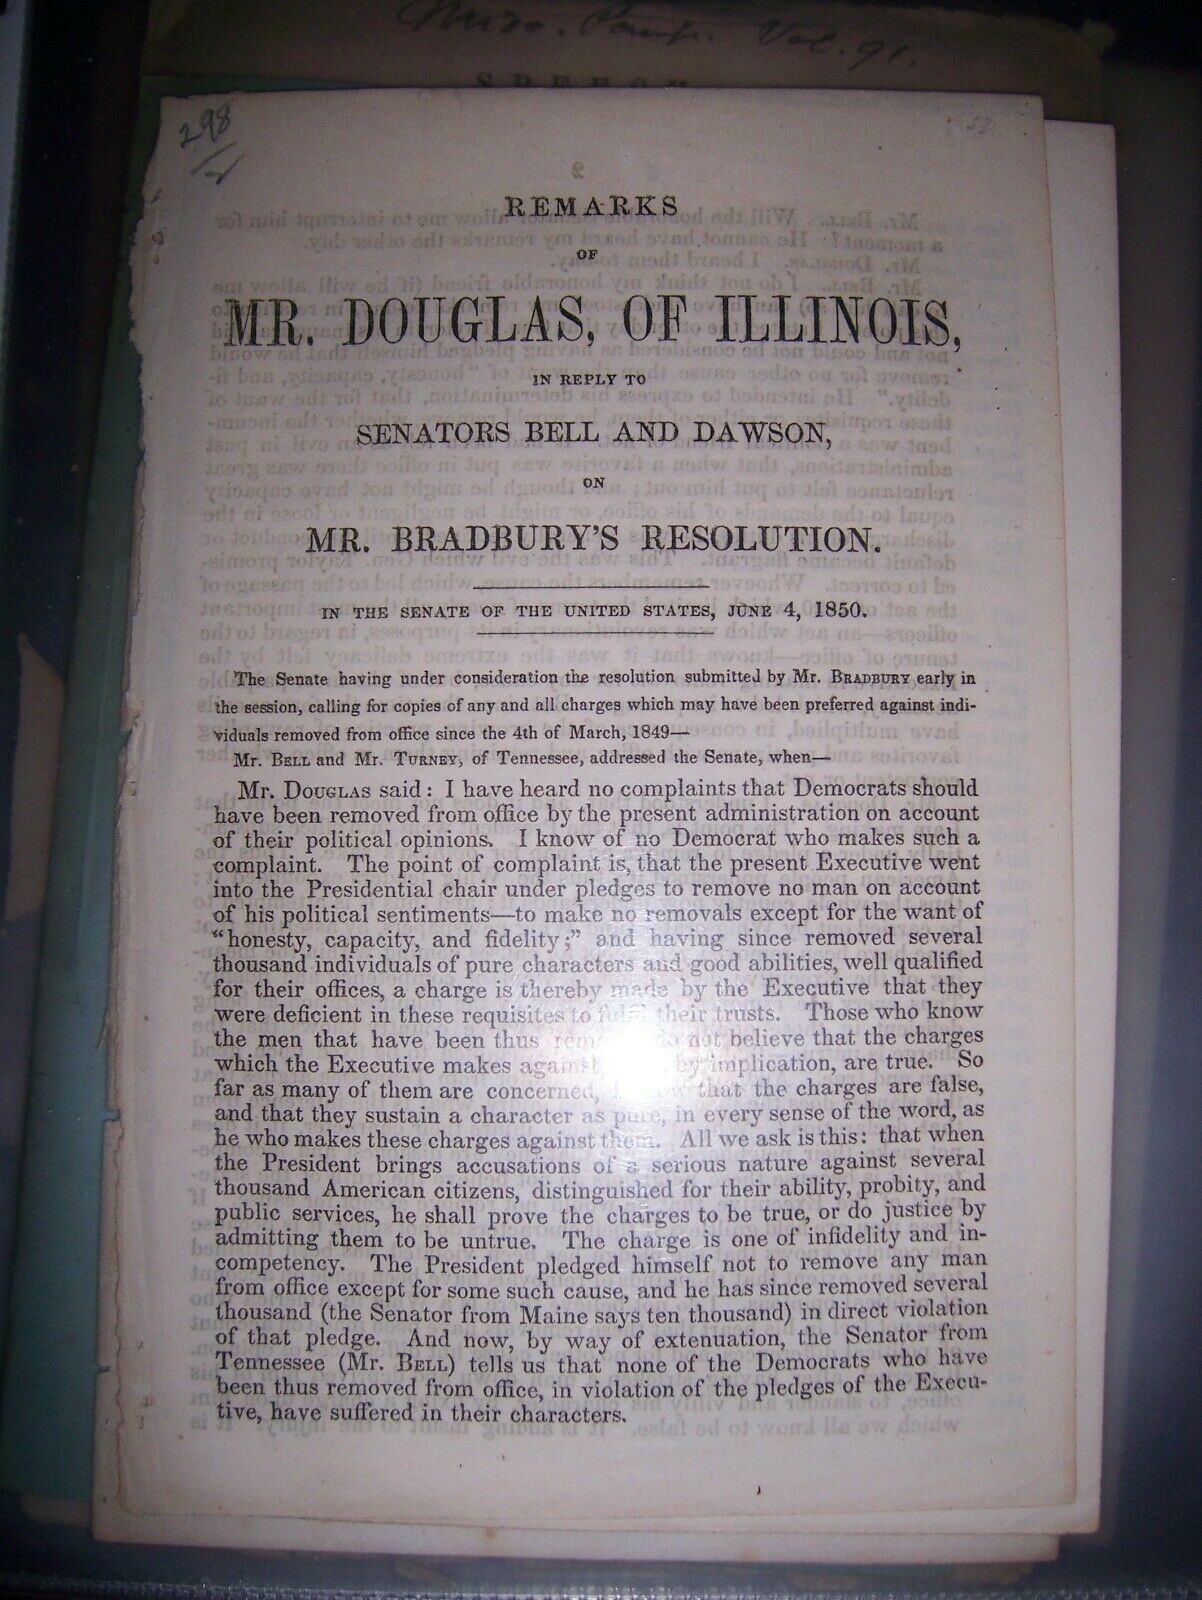 Vol. 91.
SPEECH
298
2
REMARKS
OF
MR. DOUGLAS, OF ILLINOIS,
IN REPLY TO
SENATORS BELL AND DAWSON,
ON
MR. BRADBURY'S RESOLUTION.
IN THE SENATE OF THE UNITED STATES, JUNE 4, 1850.
The Senate having under consideration the resolution submitted by Mr. BRADBURY early in
the session, calling for copies of any and all charges which may have been preferred against indi-
viduals removed from office since the 4th of March, 1849—
Mr. BELL and Mr. TURNEY, of Tennessee, addressed the Senate, when—
Mr. DOUGLAS said: I have heard no complaints that Democrats should
have been removed from office by the present administration on account
of their political opinions. I know of no Democrat who makes such a
complaint. The point of complaint is, that the present Executive went
into the Presidential chair under pledges to remove no man on account
of his political sentiments—to make no removals except for the want of
"honesty, capacity, and fidelity;" and having since removed several
thousand individuals of pure characters and good abilities, well qualified
for their offices, a charge is thereby made by the Executive that they
were deficient in these requisites to fulfil their trusts. Those who know
the men that have been thus do not believe that the charges
which the Executive makes against by implication, are true. So
far as many of them are concerned, that the charges are false,
and that they sustain a character as pure, in every sense of the word, as
he who makes these charges against them. All we ask is this: that when
the President brings accusations of a serious nature against several
thousand American citizens, distinguished for their ability, probity, and
public services, he shall prove the charges to be true, or do justice by
admitting them to be untrue. The charge is one of infidelity and in-
competency. The President pledged himself not to remove any man
from office except for some such cause, and he has since removed several
thousand (the Senator from Maine says ten thousand) in direct violation
of that pledge. And now, by way of extenuation, the Senator from
Tennessee (Mr. BELL) tells us that none of the Democrats who have
been thus removed from office, in violation of the pledges of the Execu-
tive, have suffered in their characters.